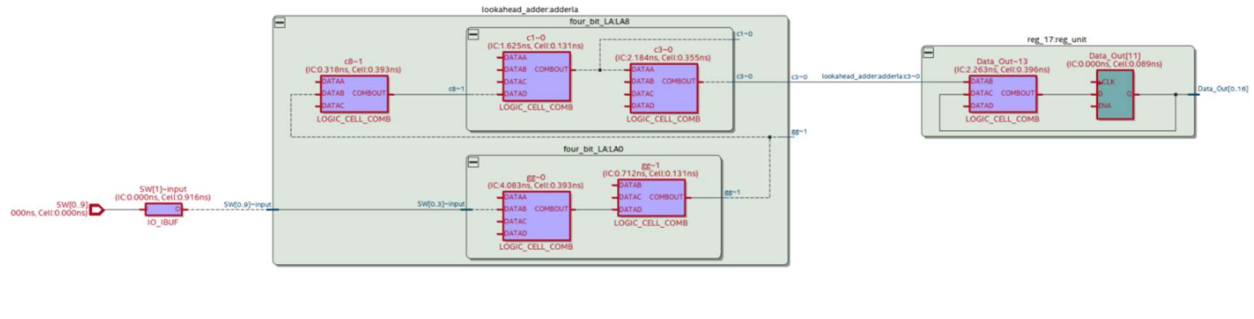 lookahead_adder:adderla
four_bit_LA:LA8
c1~0
(IC:1.625ns, Cell:0.131ns)
DATAA
DATAB COMBOUT
DATAC
DATAD
LOGIC_CELL_COMB
c3~0
(IC:2.184ns, Cell:0.355ns)
DATAA
DATAB COMBOUT
DATAC
DATAD
LOGIC_CELL_COMB
c1~0
c3~0
c8~1
(IC:0.318ns, Cell:0.393ns)
DATAA
DATAB COMBOUT
DATAC
LOGIC_CELL_COMB
c8~1
c3~0
gg~1
four_bit_LA:LA0
gg~0
(IC:4.083ns, Cell:0.393ns)
DATAA
DATAB COMBOUT
DATAC
DATAD
LOGIC_CELL_COMB
gg~1
(IC:0.712ns, Cell:0.131ns)
DATAB
DATAC COMBOUT
DATAD
LOGIC_CELL_COMB
gg~1
SW[0..9]
000ns, Cell:0.000ns)
SW[1]~input
(IC:0.000ns, Cell:0.916ns)
I O
IO_IBUF
SW[0..9]~input
SW[0..3]~input
reg_17:reg_unit
lookahead_adder:adderla:c3~0
Data_Out~13
(IC:2.263ns, Cell:0.396ns)
DATAB
DATAC COMBOUT
DATAD
LOGIC_CELL_COMB
Data_Out[11]
(IC:0.000ns, Cell:0.089ns)
CLK
D Q
ENA
Data_Out[0..16]